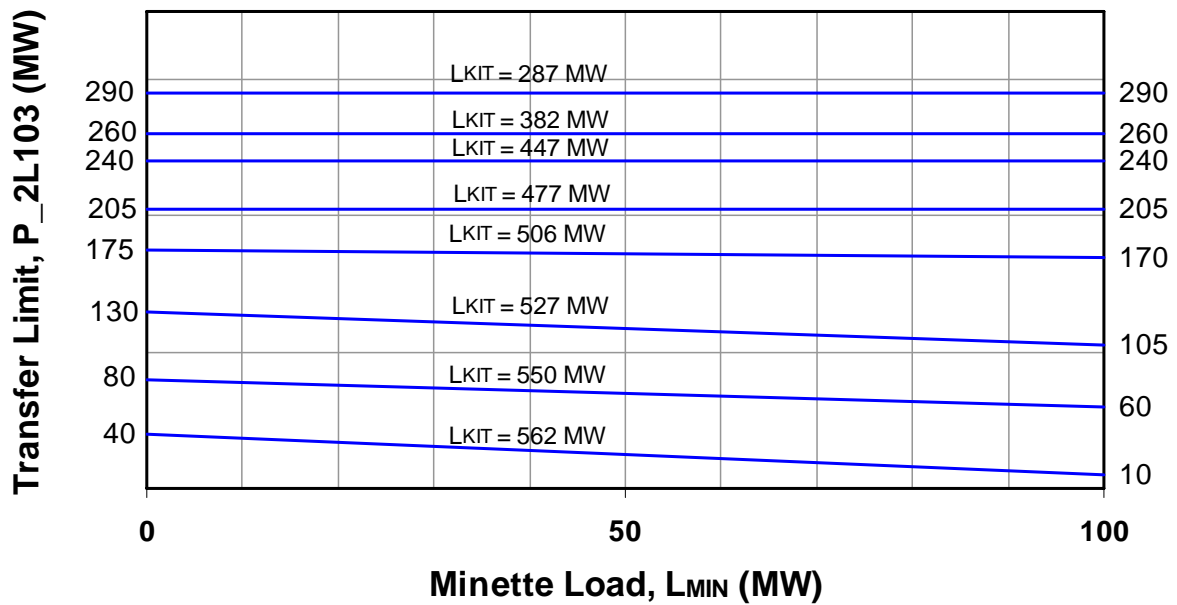 Transfer Limit, P_2L103 (MW)
LKIT = 287 MW
290 290
LKIT = 382 MW
260 260
LKIT = 447 MW
240 240
LKIT = 477 MW
205 205
LKIT = 506 MW
175 170
LKIT = 527 MW
130 105
LKIT = 550 MW
80 60
LKIT = 562 MW
40 10
0 50 100
Minette Load, LMIN (MW)